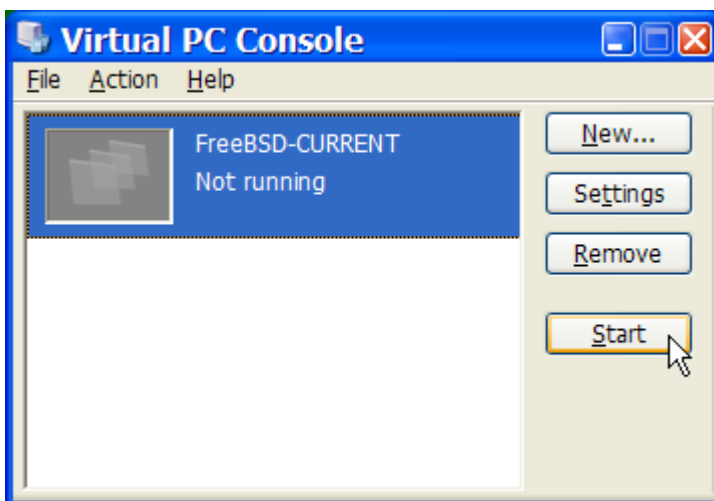 Virtual PC Console
File Action Help
FreeBSD-CURRENT
Not running
New...
Settings
Remove
Start